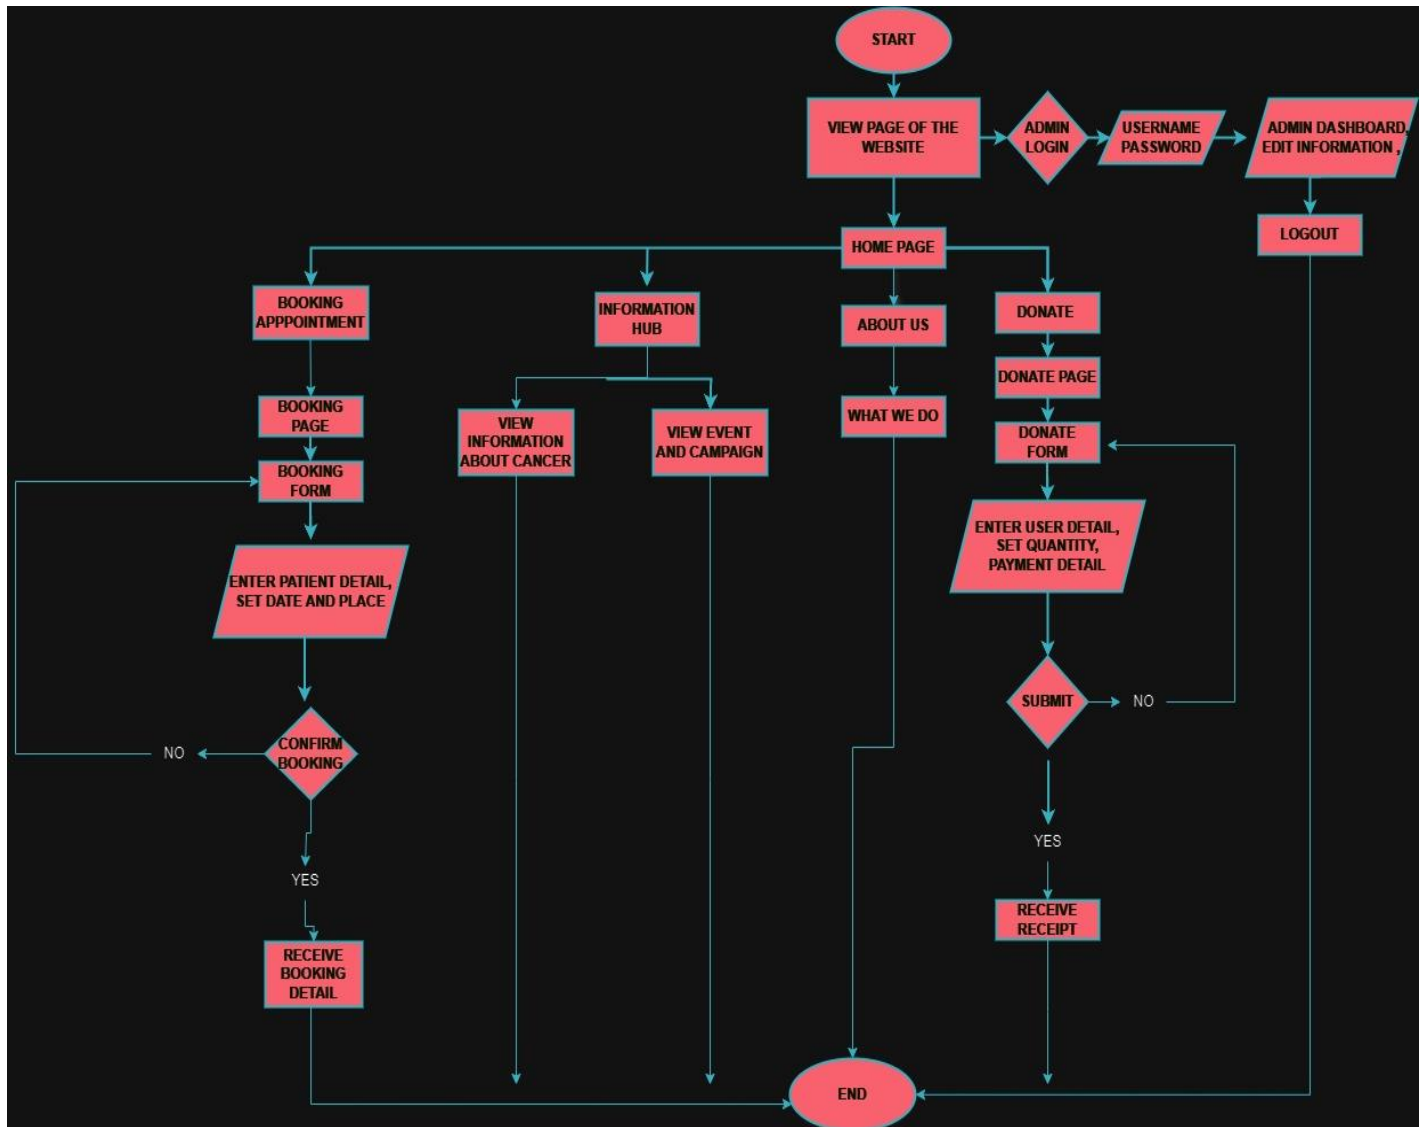 START
VIEW PAGE OF THE
WEBSITE
ADMIN
LOGIN
USERNAME
PASSWORD
ADMIN DASHBOARD,
EDIT INFORMATION ,
LOGOUT
HOME PAGE
BOOKING
APPPOINTMENT
INFORMATION
HUB
ABOUT US
DONATE
BOOKING
PAGE
VIEW
INFORMATION
ABOUT CANCER
VIEW EVENT
AND CAMPAIGN
WHAT WE DO
DONATE PAGE
DONATE
FORM
BOOKING
FORM
ENTER USER DETAIL,
SET QUANTITY,
PAYMENT DETAIL
ENTER PATIENT DETAIL,
SET DATE AND PLACE
SUBMIT
NO
CONFIRM
BOOKING
NO
YES
YES
RECEIVE
RECEIPT
RECEIVE
BOOKING
DETAIL
END